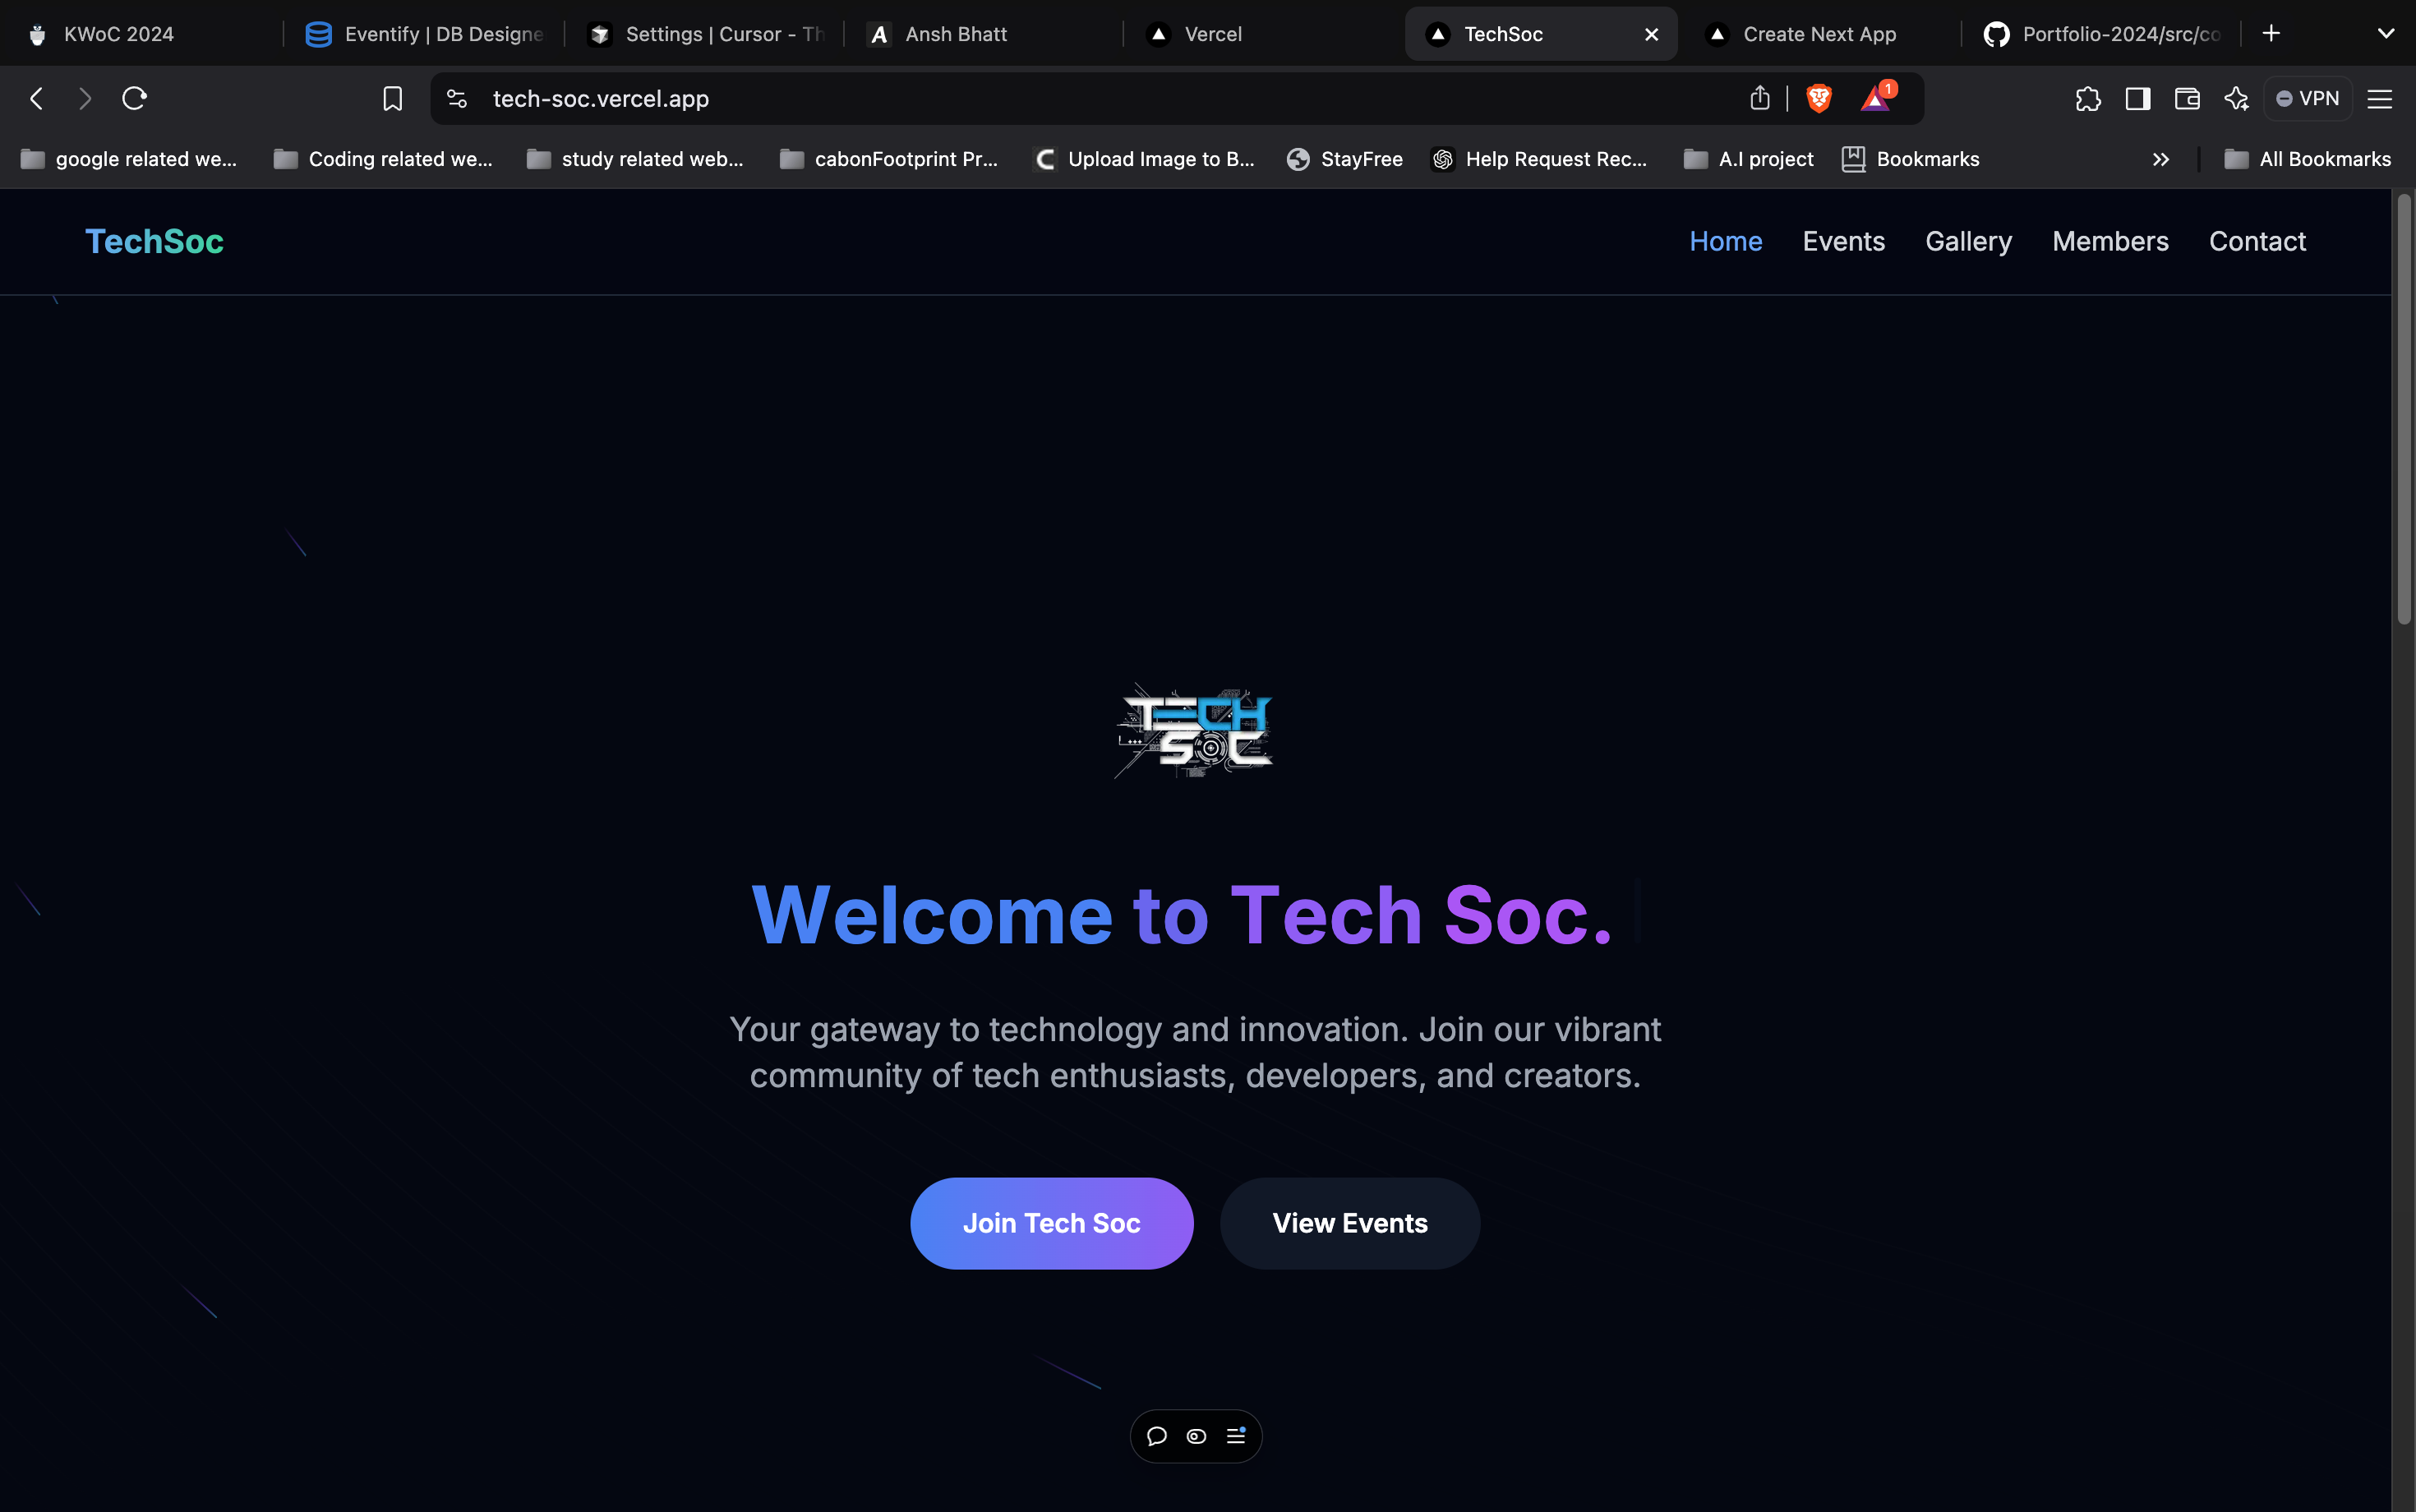 KWoC 2024
Eventify | DB Designe
Settings | Cursor - Th
Ansh Bhatt
Vercel
TechSoc
Create Next App
Portfolio-2024/src/co
tech-soc.vercel.app
1
VPN
google related we...
Coding related we...
study related web...
cabonFootprint Pr...
Upload Image to B...
StayFree
Help Request Rec...
A.I project
Bookmarks
All Bookmarks
TechSoc
Home
Events
Gallery
Members
Contact
TECH
SOC
Welcome to Tech Soc.
Your gateway to technology and innovation. Join our vibrant
community of tech enthusiasts, developers, and creators.
Join Tech Soc
View Events